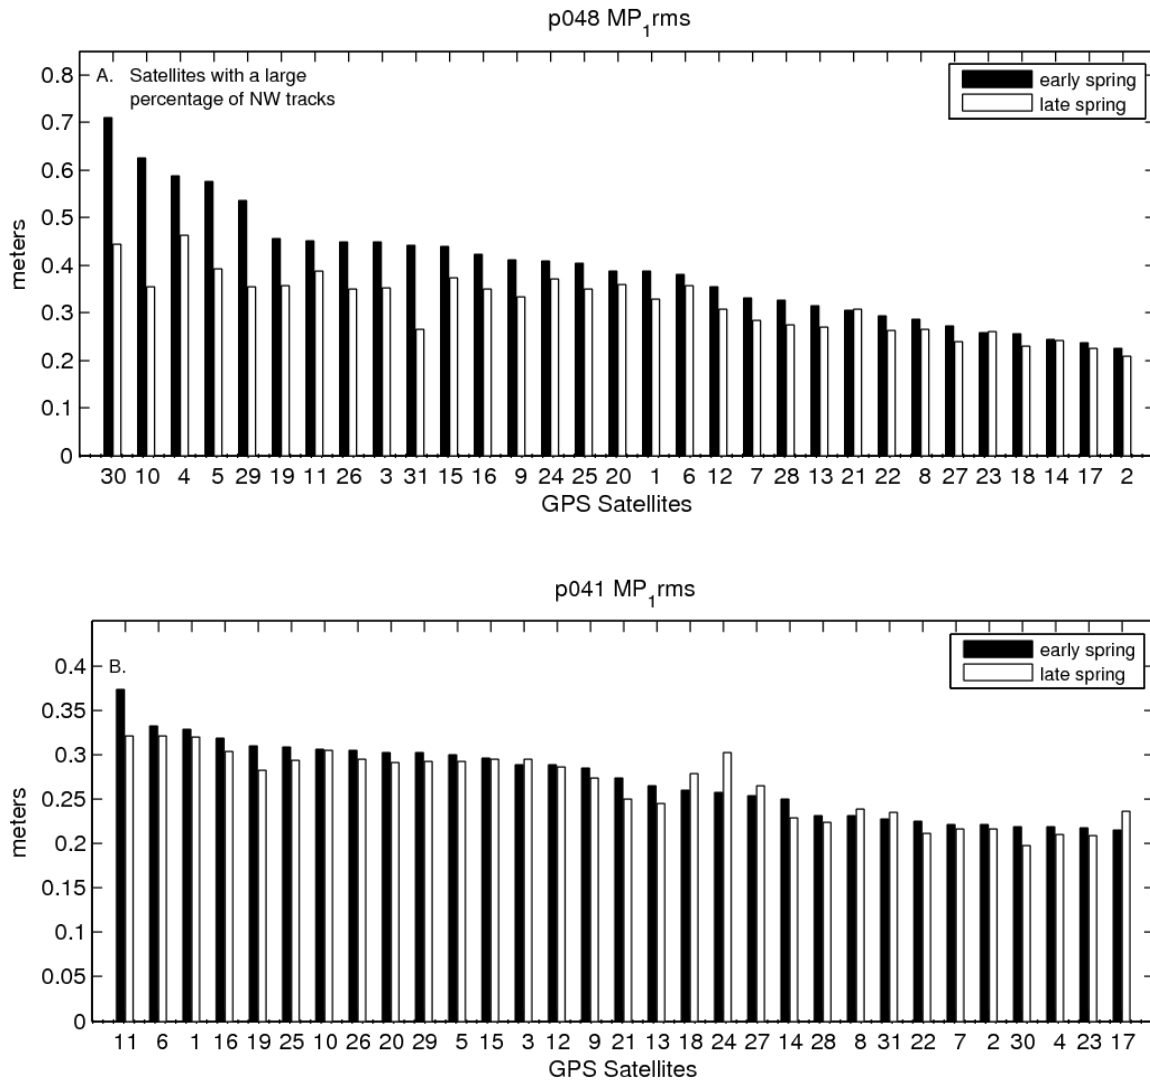 p048 MP1rms
A. Satellites with a large
percentage of NW tracks
early spring
late spring
0.8
0.7
0.6
0.5
0.4
0.3
0.2
0.1
0
meters
30 10 4 5 29 19 11 26 3 31 15 16 9 24 25 20 1 6 12 7 28 13 21 22 8 27 23 18 14 17 2
GPS Satellites
p041 MP1rms
B.
early spring
late spring
0.4
0.35
0.3
0.25
0.2
0.15
0.1
0.05
0
meters
11 6 1 16 19 25 10 26 20 29 5 15 3 12 9 21 13 18 24 27 14 28 8 31 22 7 2 30 4 23 17
GPS Satellites